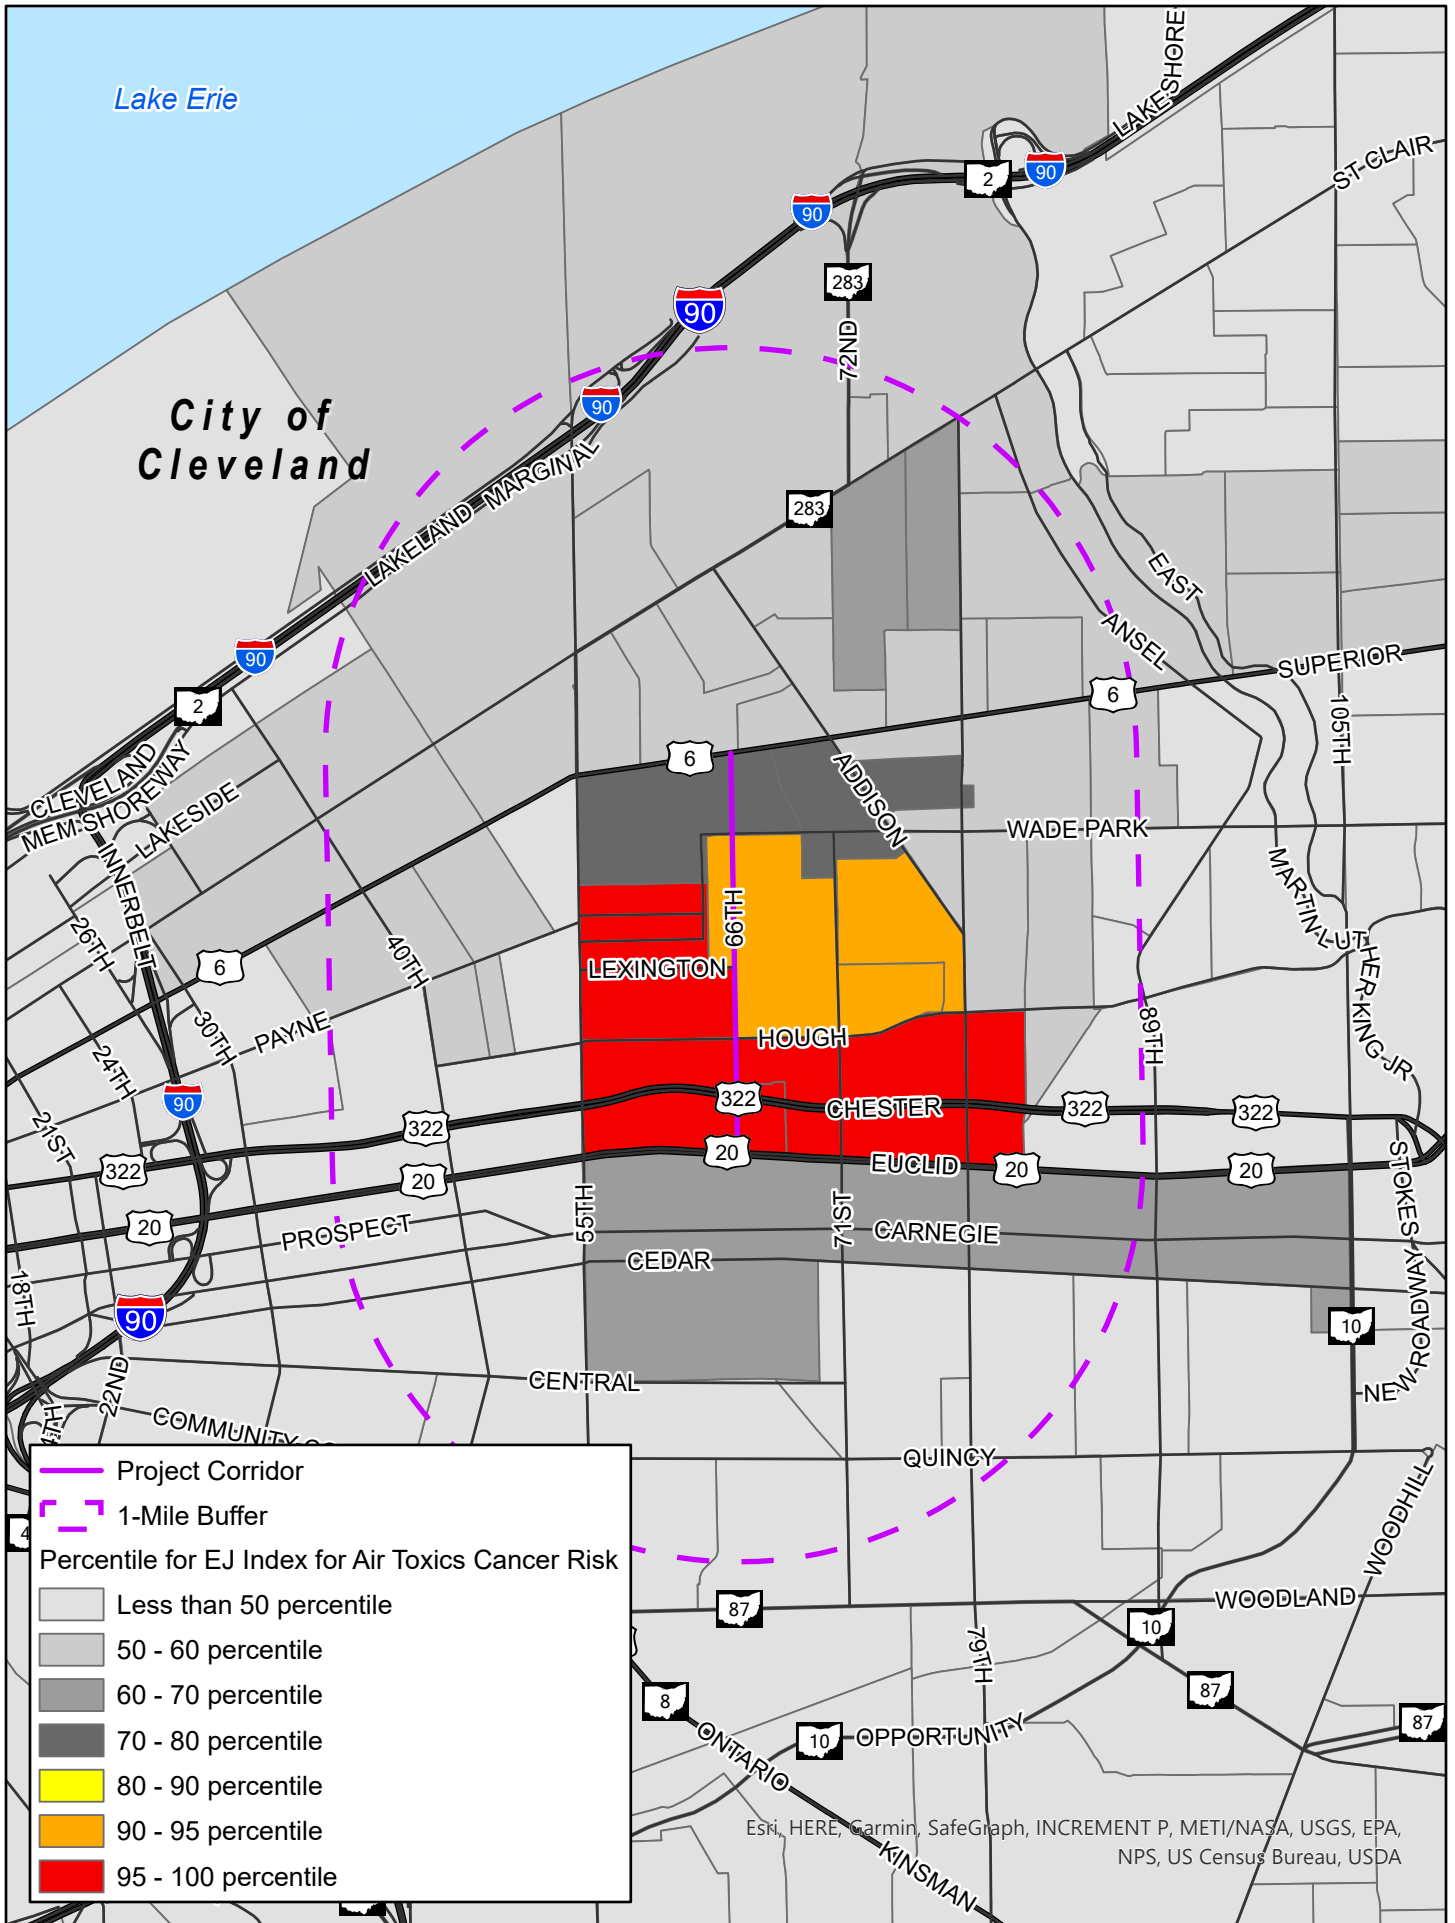 Lake Erie
LAKESHORE
ST CLAIR
2
90
90
283
90
72ND
City of
Cleveland
90
LAKELAND MARGINAL
283
EAST
ANSEL
90
SUPERIOR
6
2
105TH
6
CLEVELAND
MEM SHOREWAY
LAKESIDE
ADDISON
WADE PARK
INNERBELT
MARTIN LUTHER KING JR
66TH
26TH
40TH
6
LEXINGTON
30TH
PAYNE
HOUGH
89TH
24TH
90
322
CHESTER
322
322
21ST
322
322
20
EUCLID
20
20
20
STOKES
20
55TH
71ST
PROSPECT
CARNEGIE
CEDAR
18TH
90
10
NEW ROADWAY
22ND
CENTRAL
COMMUNITY CO
4TH
QUINCY
WOODHILL
4
Project Corridor
1-Mile Buffer
Percentile for EJ Index for Air Toxics Cancer Risk
Less than 50 percentile
50 - 60 percentile
60 - 70 percentile
70 - 80 percentile
80 - 90 percentile
90 - 95 percentile
95 - 100 percentile
87
WOODLAND
10
79TH
8
87
87
ONTARIO
10
OPPORTUNITY
KINSMAN
Esri, HERE, Garmin, SafeGraph, INCREMENT P, METI/NASA, USGS, EPA,
NPS, US Census Bureau, USDA